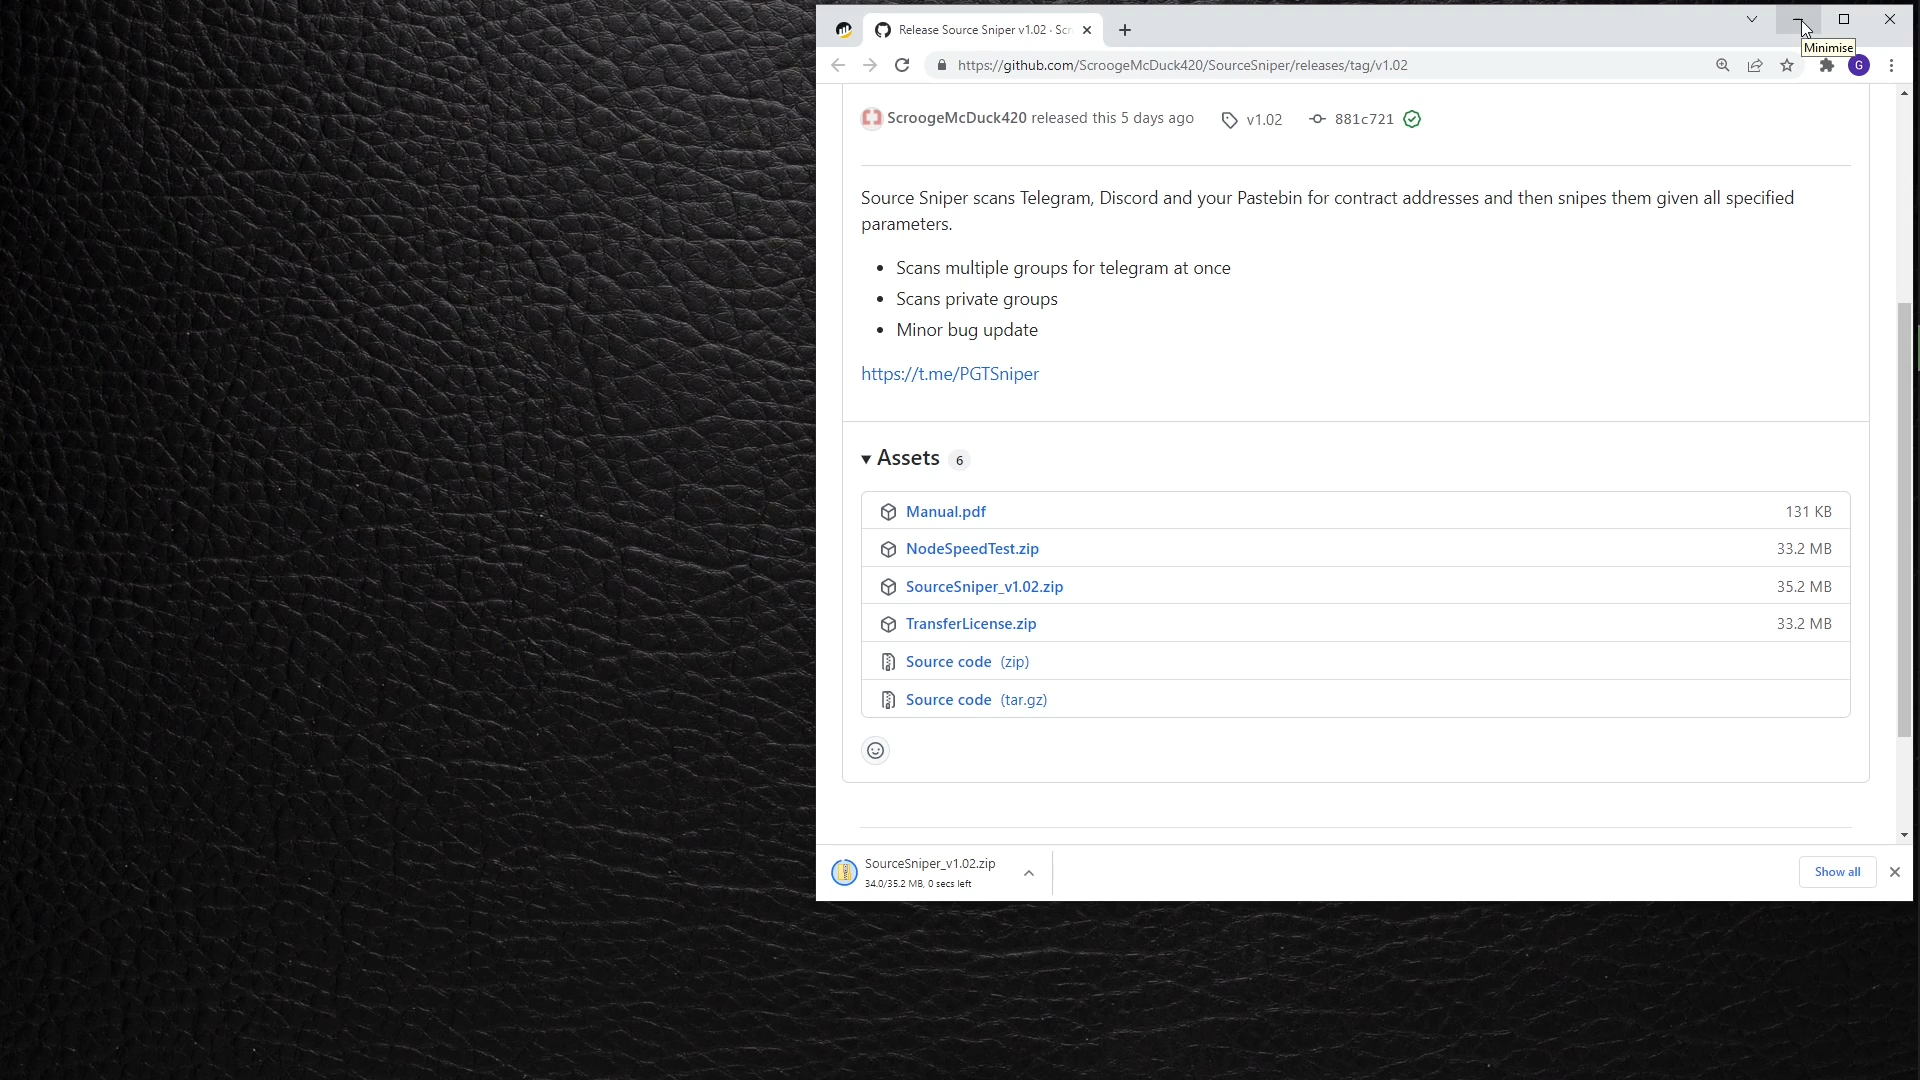 Release Source Sniper v1.02 · Scr
Minimise
https://github.com/ScroogeMcDuck420/SourceSniper/releases/tag/v1.02
G
ScroogeMcDuck420 released this 5 days ago
v1.02
881c721
Source Sniper scans Telegram, Discord and your Pastebin for contract addresses and then snipes them given all specified
parameters.
• Scans multiple groups for telegram at once
• Scans private groups
• Minor bug update
https://t.me/PGTSniper
Assets 6
Manual.pdf 131 KB
NodeSpeedTest.zip 33.2 MB
SourceSniper_v1.02.zip 35.2 MB
TransferLicense.zip 33.2 MB
Source code (zip)
Source code (tar.gz)
SourceSniper_v1.02.zip
34.0/35.2 MB, 0 secs left
Show all